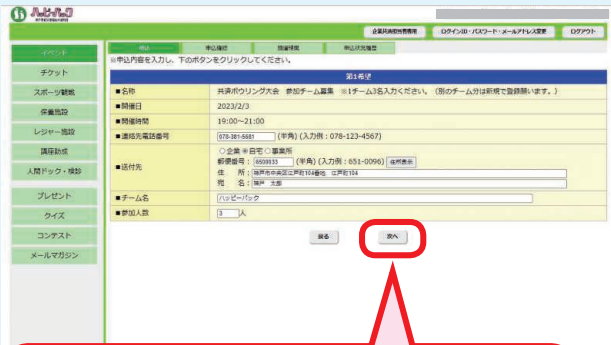 ハッピーパック
企業共済担当者専用 ログインID・パスワード・メールアドレス変更 ログアウト
イベント
チケット
スポーツ観戦
保養施設
レジャー施設
講座助成
人間ドック・検診
プレゼント
クイズ
コンテスト
メールマガジン
申込 申込確認 抽選結果 申込状況履歴
※申込内容を入力し、下のボタンをクリックしてください。
第1希望
■名称 共済ボウリング大会 参加チーム募集 ※1チーム3名入力ください。（別のチーム分は新規で登録願います。）
■開催日 2023/2/3
■開催時間 19:00～21:00
■連絡先電話番号 078-381-5681 (半角) (入力例：078-123-4567)
■送付先 ○企業 ◉自宅 ○事業所
郵便番号：6500033 (半角) (入力例：651-0096) 住所表示
住 所：神戸市中央区江戸町104番地 江戸町104
宛 名：神戸 太郎
■チーム名 ハッピーパック
■参加人数 3 人
戻る 次へ